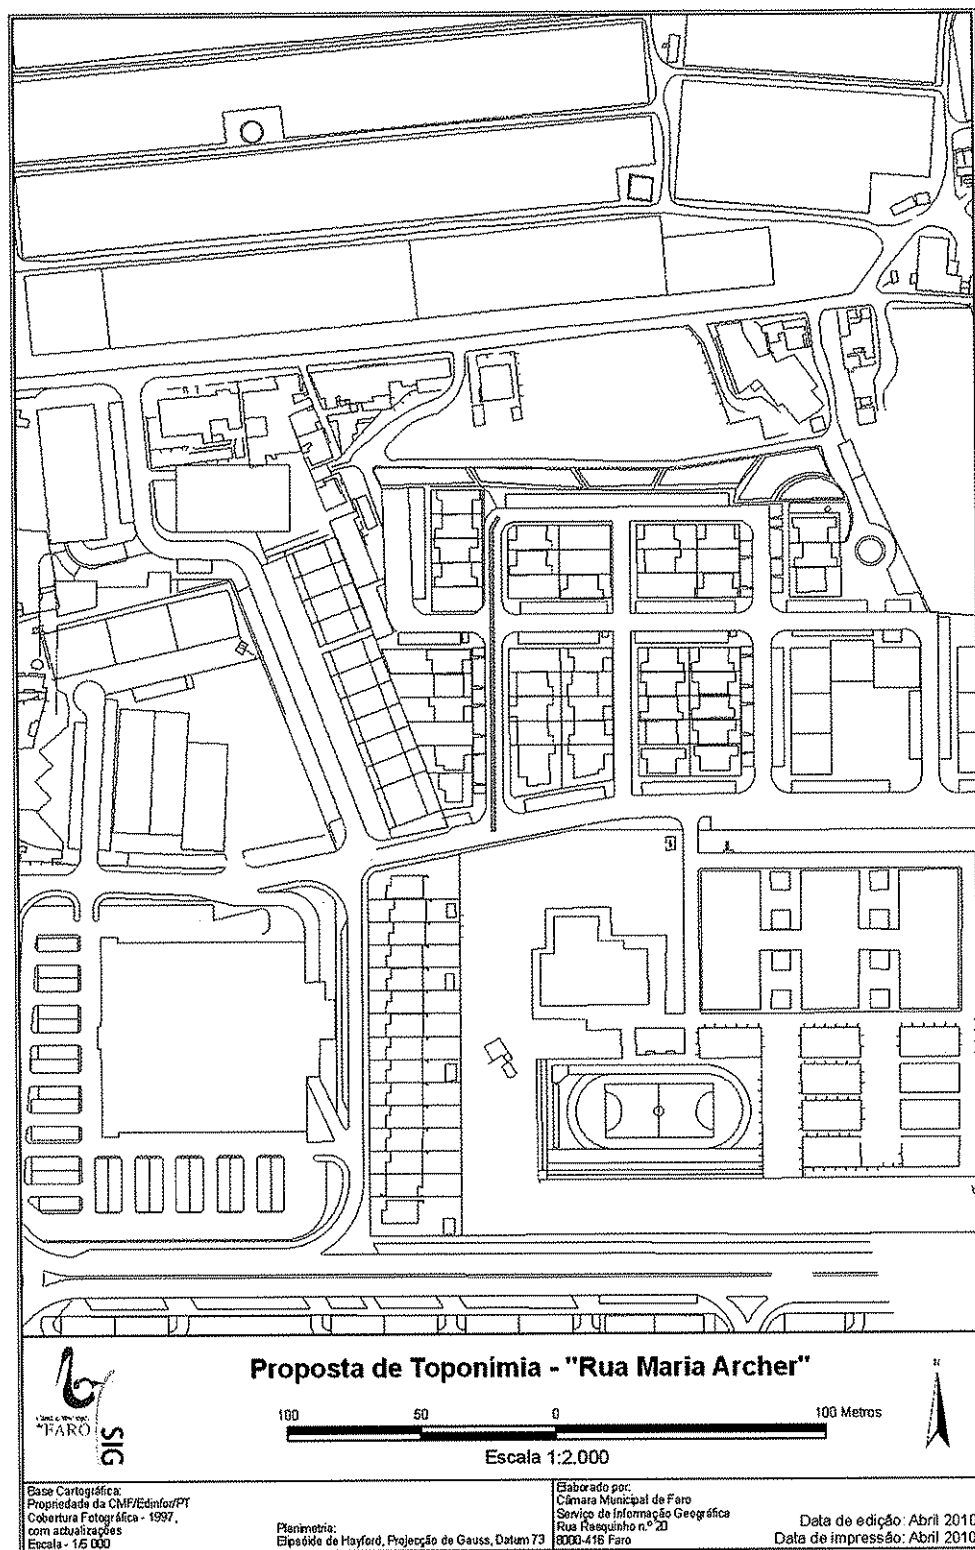 Proposta de Toponimia - "Rua Maria Archer"
FARO
SIG
100 50 0 100 Metros
Escala 1:2.000
N
Base Cartográfica:
Propriedade da CMF/Edinfor/PT
Cobertura Fotográfica - 1997,
com actualizações
Escala - 1/5 000
Planimetria:
Elipsóide de Hayford, Projecção de Gauss, Datum 73
Elaborado por:
Câmara Municipal de Faro
Serviço de Informação Geográfica
Rua Rasquinho n.º 20
8000-416 Faro
Data de edição: Abril 2010
Data de impressão: Abril 2010